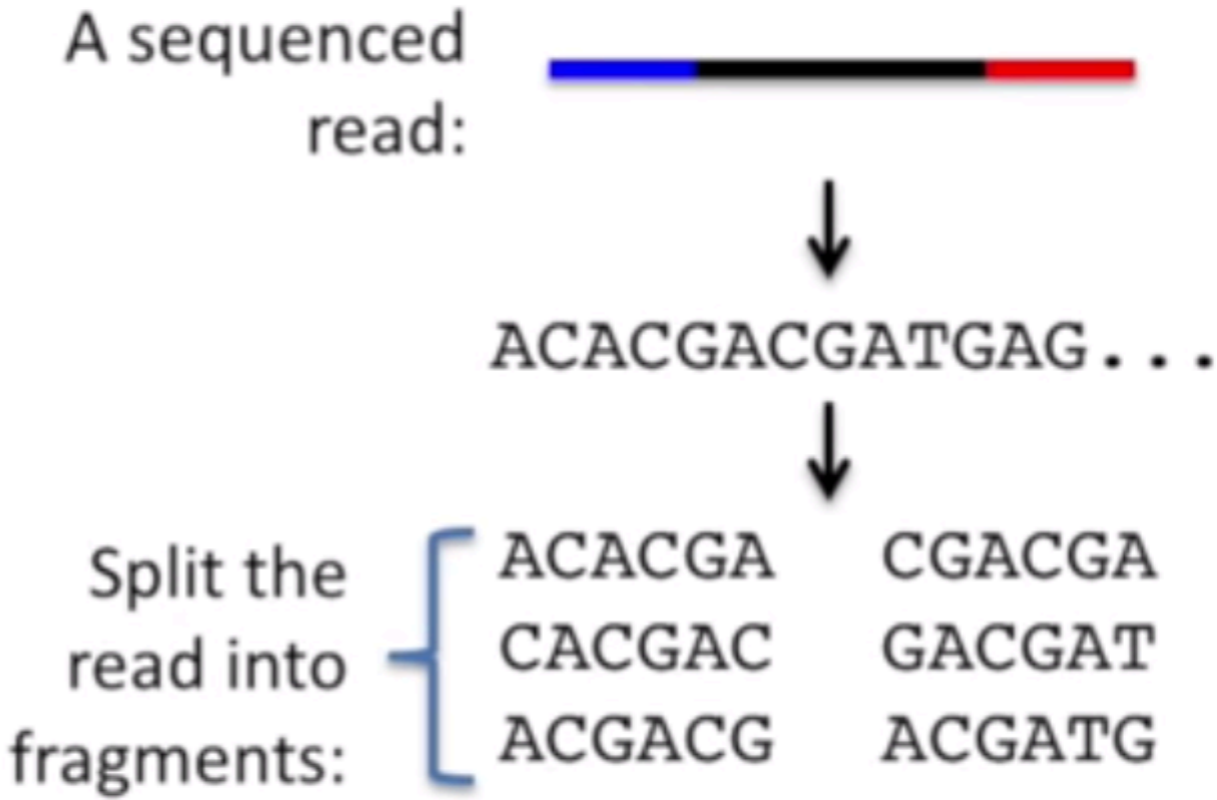 A sequenced
read:
ACACGACGATGAG...
Split the
read into
fragments:
ACACGA CGACGA
CACGAC GACGAT
ACGACG ACGATG